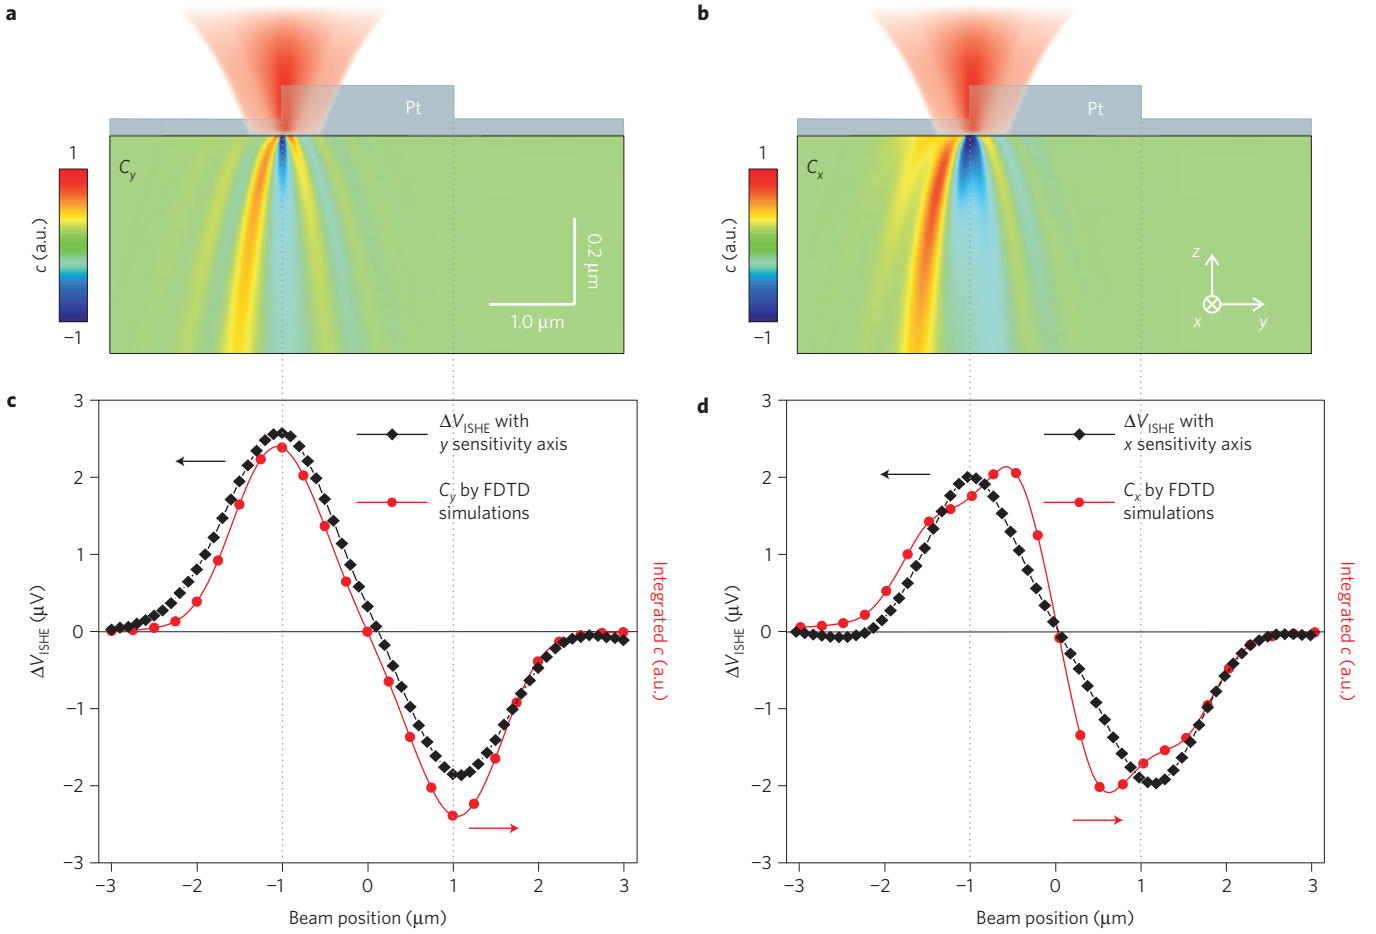 a
Pt
C_y
1
c (a.u.)
−1
0.2 μm
1.0 μm
b
Pt
C_x
1
c (a.u.)
−1
z
x
y
c
3
2
1
0
−1
−2
−3
ΔV_ISHE (μV)
ΔV_ISHE with
y sensitivity axis
C_y by FDTD
simulations
Integrated c (a.u.)
−3 −2 −1 0 1 2 3
Beam position (μm)
d
3
2
1
0
−1
−2
−3
ΔV_ISHE (μV)
ΔV_ISHE with
x sensitivity axis
C_x by FDTD
simulations
Integrated c (a.u.)
−3 −2 −1 0 1 2 3
Beam position (μm)